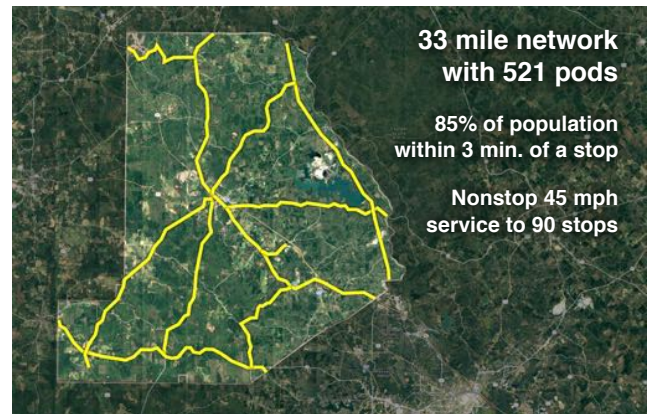 33 mile network
with 521 pods
85% of population
within 3 min. of a stop
Nonstop 45 mph
service to 90 stops